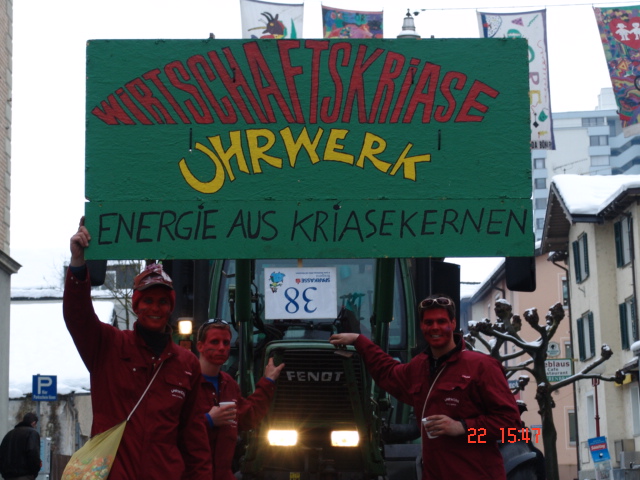 WIRTSCHAFTSKRIASE
UHRWERK
ENERGIE AUS KRIASEKERNEN
38
FENDT
P
22 15:47